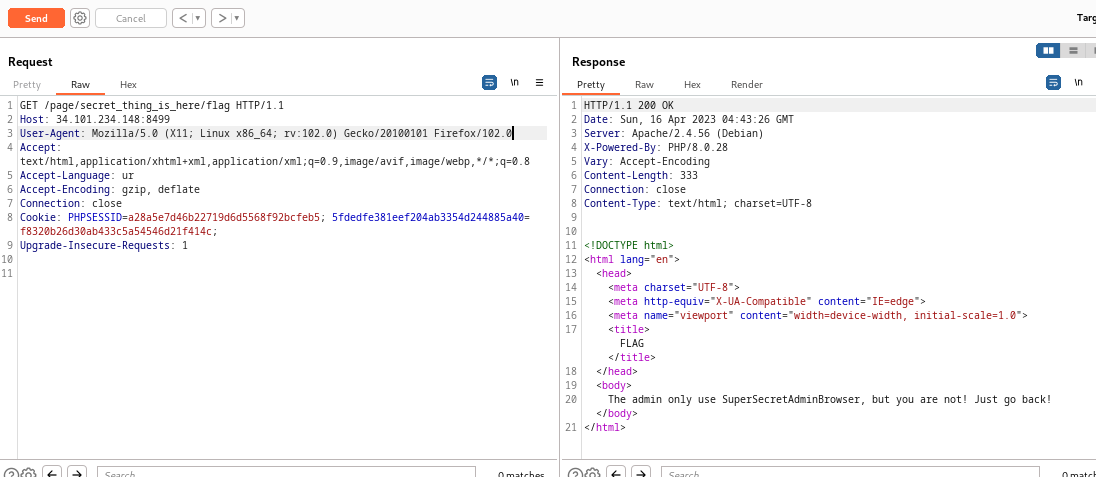 Send
Cancel
< ▾
> ▾
Targ
Request
Pretty Raw Hex
\n
1 GET /page/secret_thing_is_here/flag HTTP/1.1
2 Host: 34.101.234.148:8499
3 User-Agent: Mozilla/5.0 (X11; Linux x86_64; rv:102.0) Gecko/20100101 Firefox/102.0
4 Accept:
text/html,application/xhtml+xml,application/xml;q=0.9,image/avif,image/webp,*/*;q=0.8
5 Accept-Language: ur
6 Accept-Encoding: gzip, deflate
7 Connection: close
8 Cookie: PHPSESSID=a28a5e7d46b22719d6d5568f92bcfeb5; 5fdedfe381eef204ab3354d244885a40=
f8320b26d30ab433c5a54546d21f414c;
9 Upgrade-Insecure-Requests: 1
10
11
Search...
0 matches
Response
Pretty Raw Hex Render
\n
1 HTTP/1.1 200 OK
2 Date: Sun, 16 Apr 2023 04:43:26 GMT
3 Server: Apache/2.4.56 (Debian)
4 X-Powered-By: PHP/8.0.28
5 Vary: Accept-Encoding
6 Content-Length: 333
7 Connection: close
8 Content-Type: text/html; charset=UTF-8
9
10
11 <!DOCTYPE html>
12 <html lang="en">
13 <head>
14 <meta charset="UTF-8">
15 <meta http-equiv="X-UA-Compatible" content="IE=edge">
16 <meta name="viewport" content="width=device-width, initial-scale=1.0">
17 <title>
FLAG
</title>
18 </head>
19 <body>
20 The admin only use SuperSecretAdminBrowser, but you are not! Just go back!
</body>
21 </html>
Search...
0 match